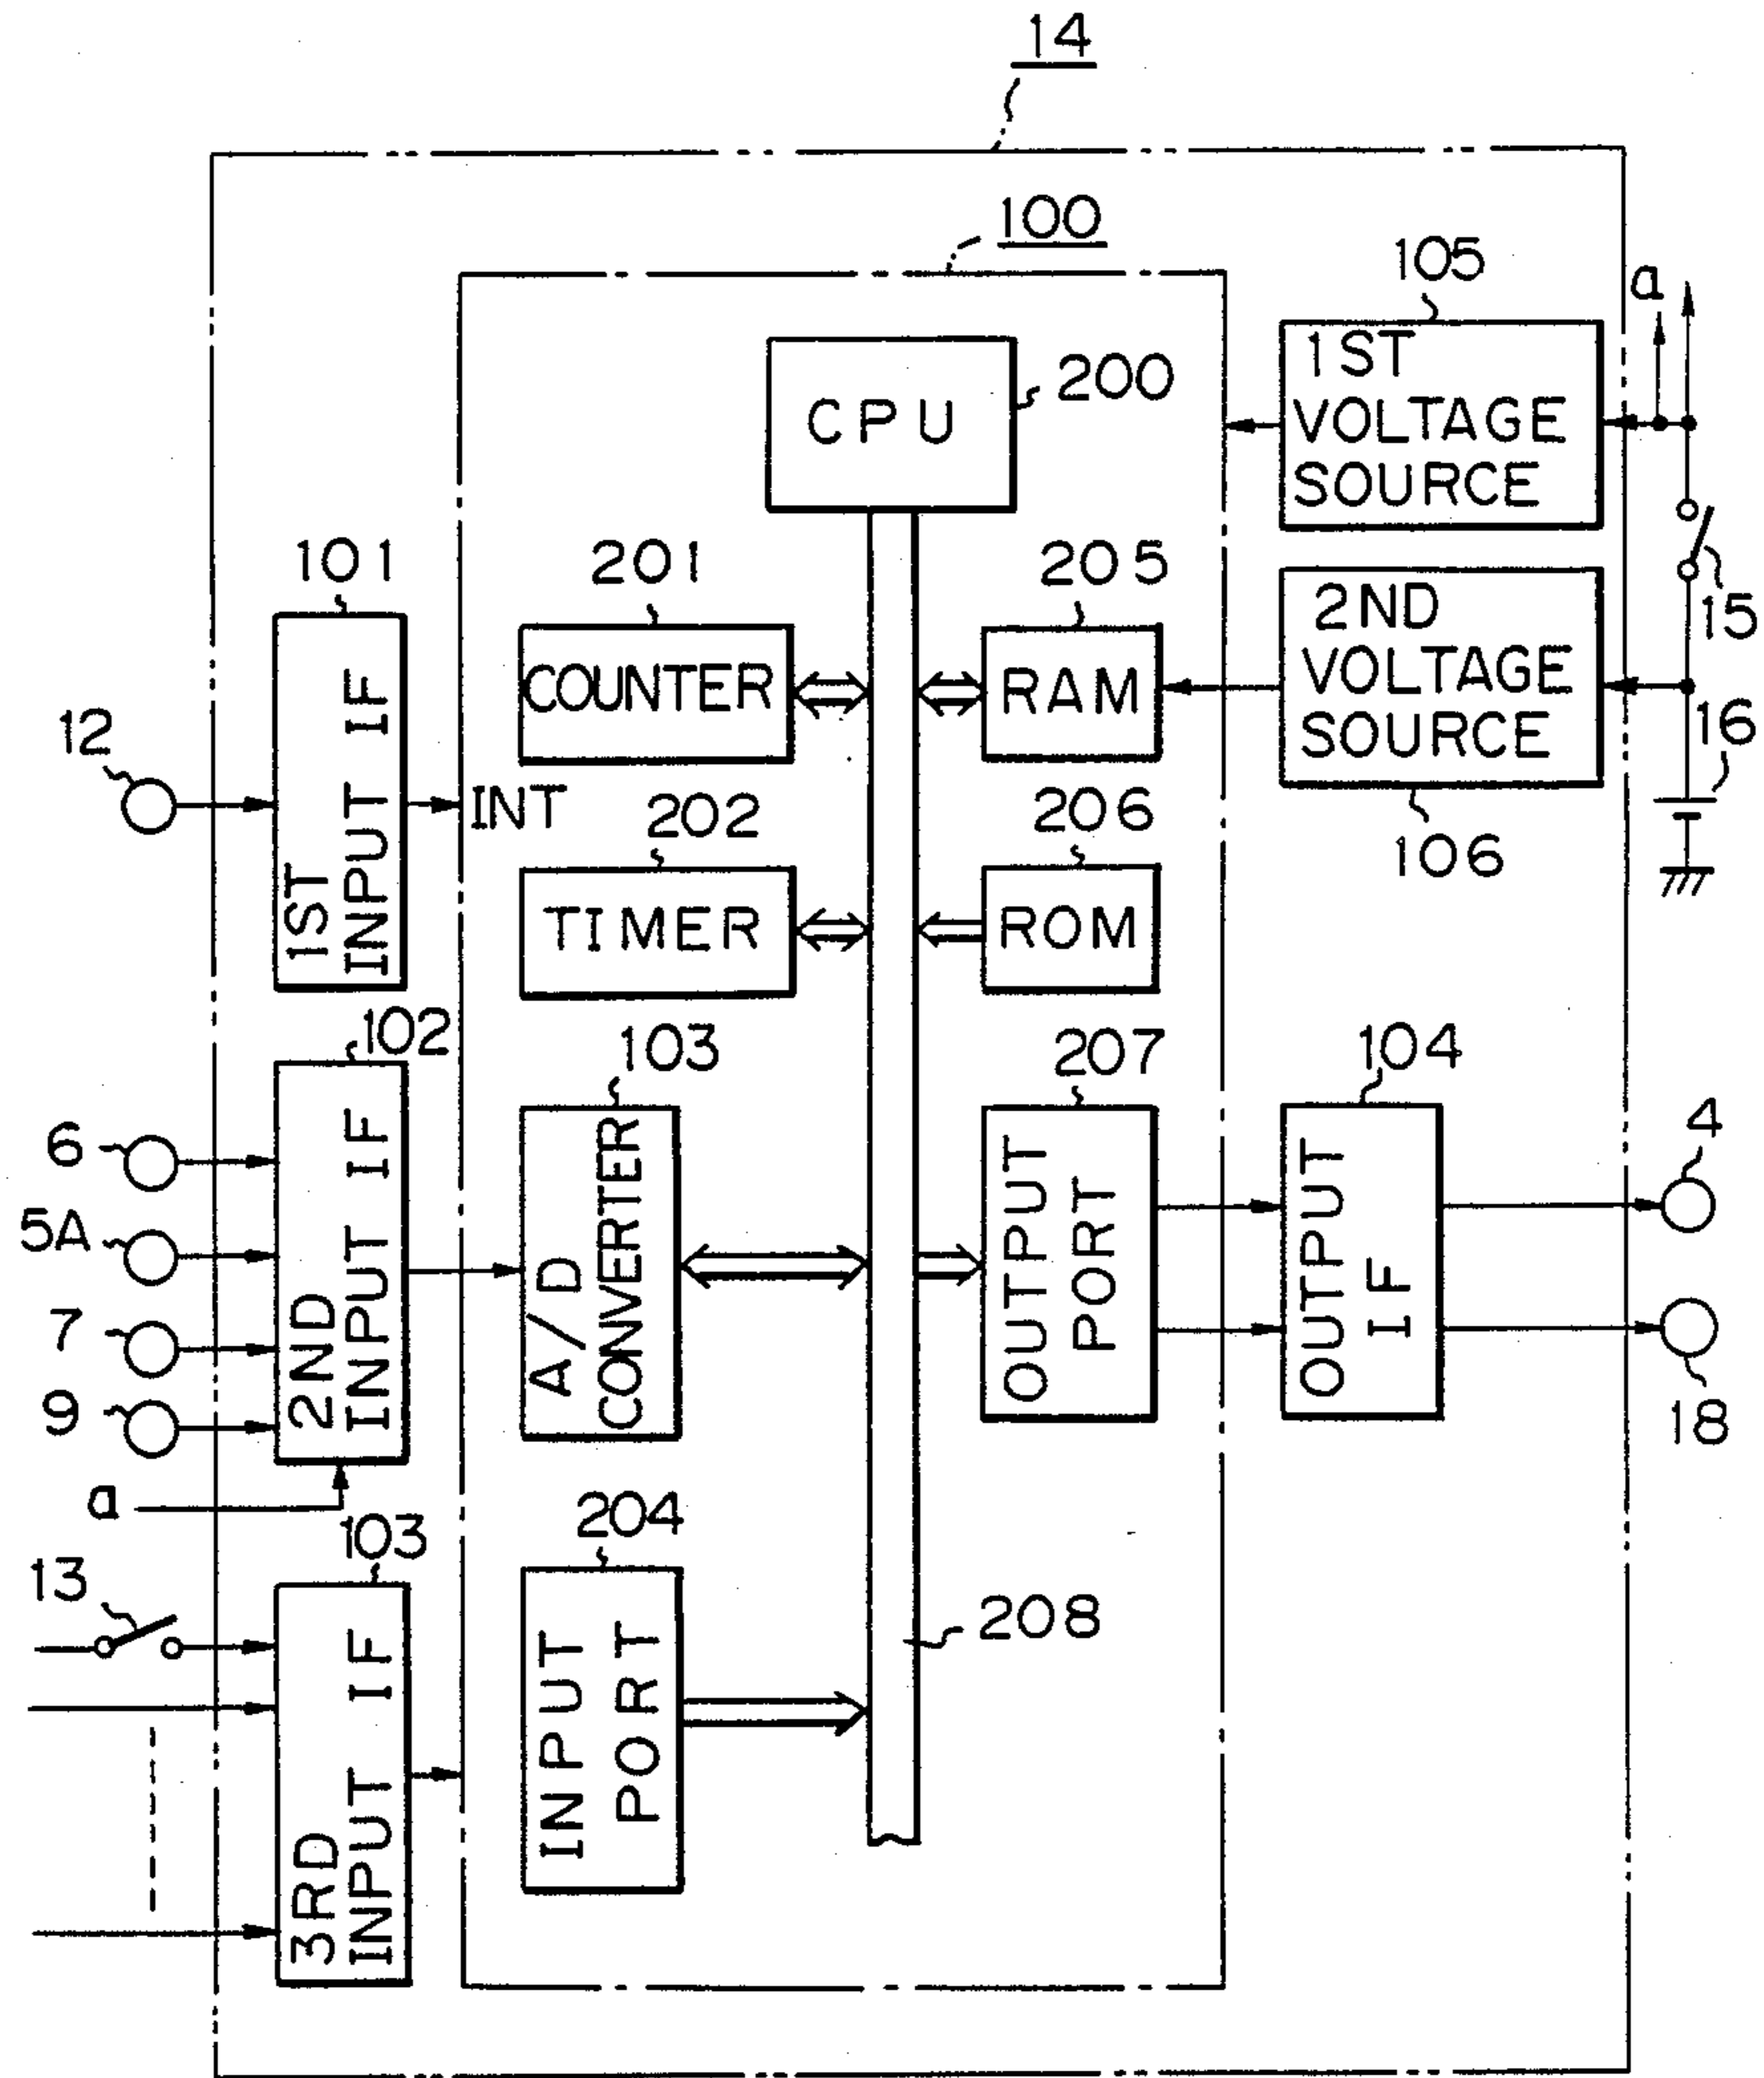 14
100
105
a
1ST
VOLTAGE
SOURCE
CPU
200
15
101
201
205
2ND
VOLTAGE
SOURCE
1ST
INPUT IF
COUNTER
RAM
12
16
INT
202
206
106
TIMER
ROM
102
103
207
104
6
5A
7
9
2ND
INPUT IF
A/D
CONVERTER
OUTPUT
PORT
OUTPUT
IF
4
18
a
103
204
13
3RD
INPUT IF
INPUT
PORT
208